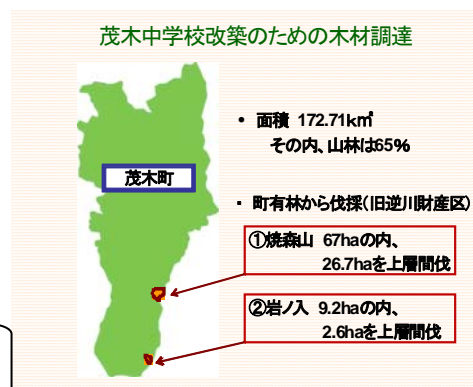 茂木中学校改築のための木材調達
• 面積 172.71k㎡
その内、山林は65%
茂木町
・ 町有林から伐採(旧逆川財産区)
①焼森山 67haの内、
26.7haを上層間伐
②岩ノ入 9.2haの内、
2.6haを上層間伐